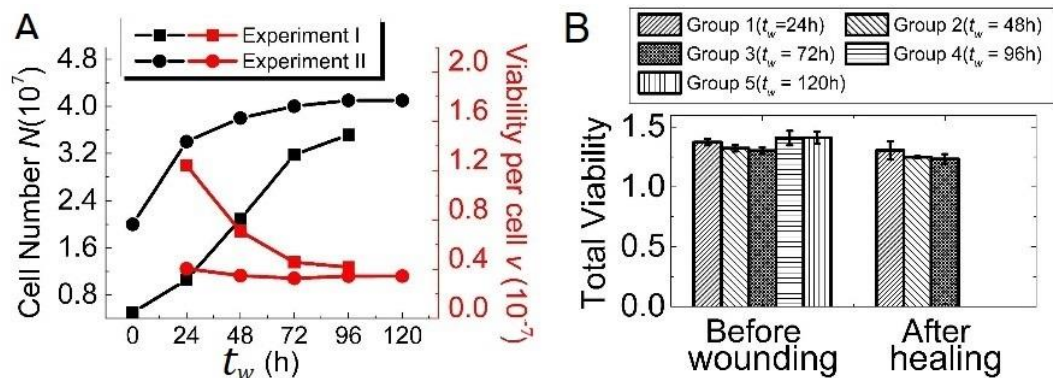 A
Experiment I
Experiment II
Cell Number N(10⁷)
4.8
4.0
3.2
2.4
1.6
0.8
0 24 48 72 96 120
t_w (h)
2.0
1.6
1.2
0.8
0.4
0.0
Viability per cell v (10⁻⁷)
B
Group 1(t_w=24h) Group 2(t_w = 48h)
Group 3(t_w = 72h) Group 4(t_w = 96h)
Group 5(t_w = 120h)
Total Viability
1.5
1.0
1.5
0.0
Before
wounding
After
healing